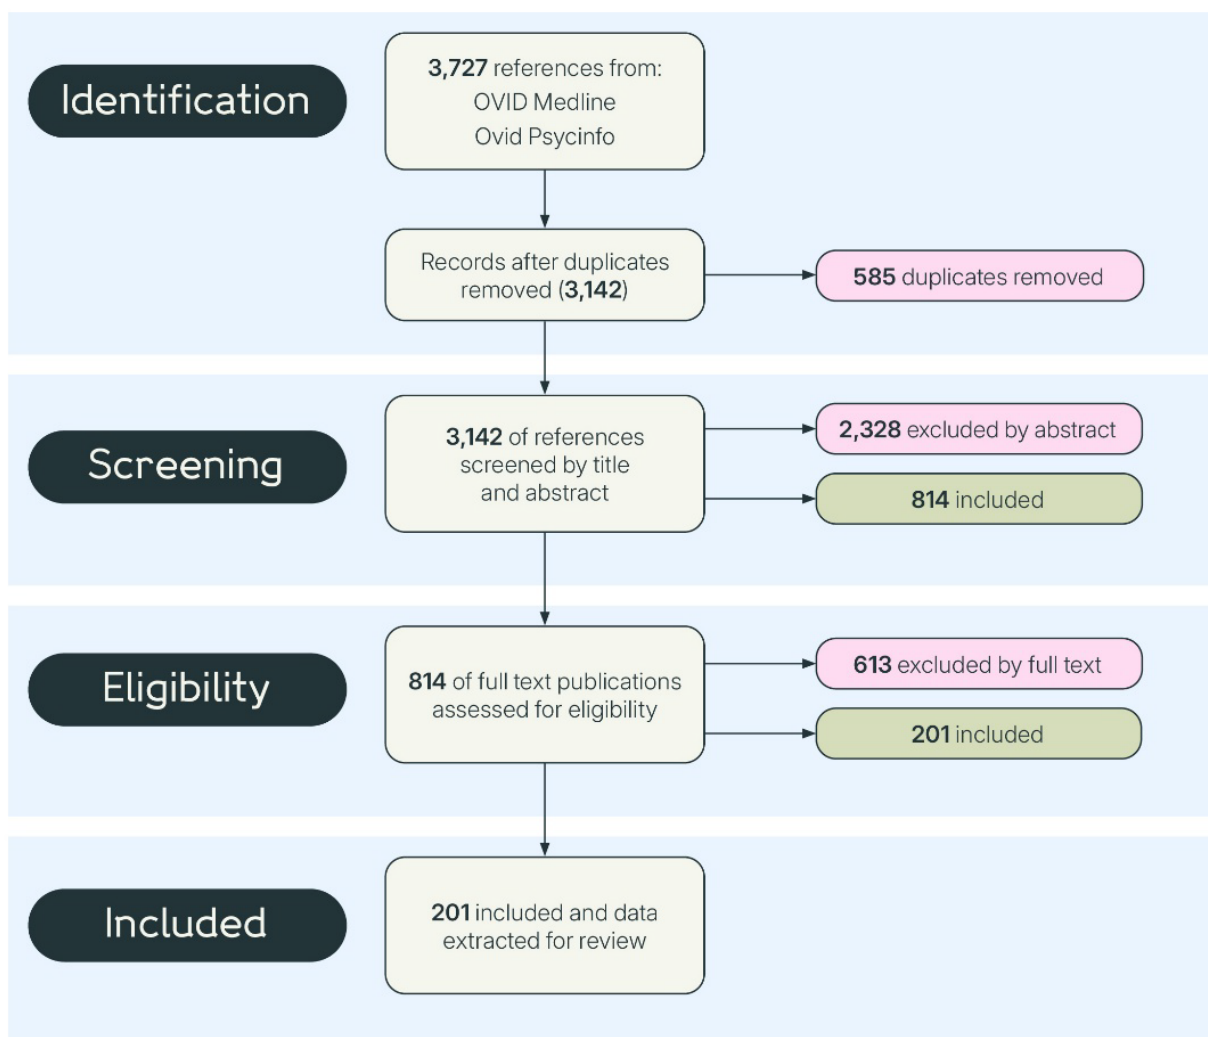 Identification
3,727 references from:
OVID Medline
Ovid Psycinfo
Records after duplicates
removed (3,142)
585 duplicates removed
Screening
3,142 of references
screened by title
and abstract
2,328 excluded by abstract
814 included
Eligibility
814 of full text publications
assessed for eligibility
613 excluded by full text
201 included
Included
201 included and data
extracted for review